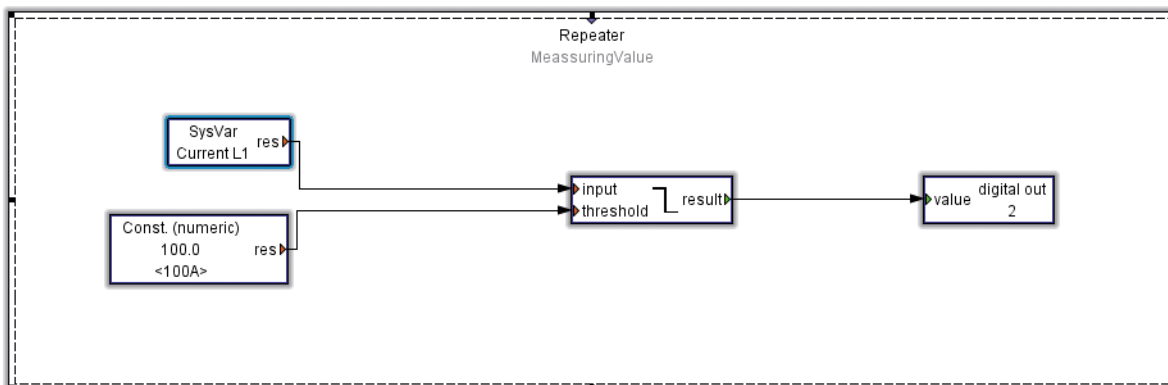 Repeater
MeassuringValue
SysVar
Current L1
res
Const. (numeric)
100.0
<100A>
res
input
threshold
result
value
digital out
2